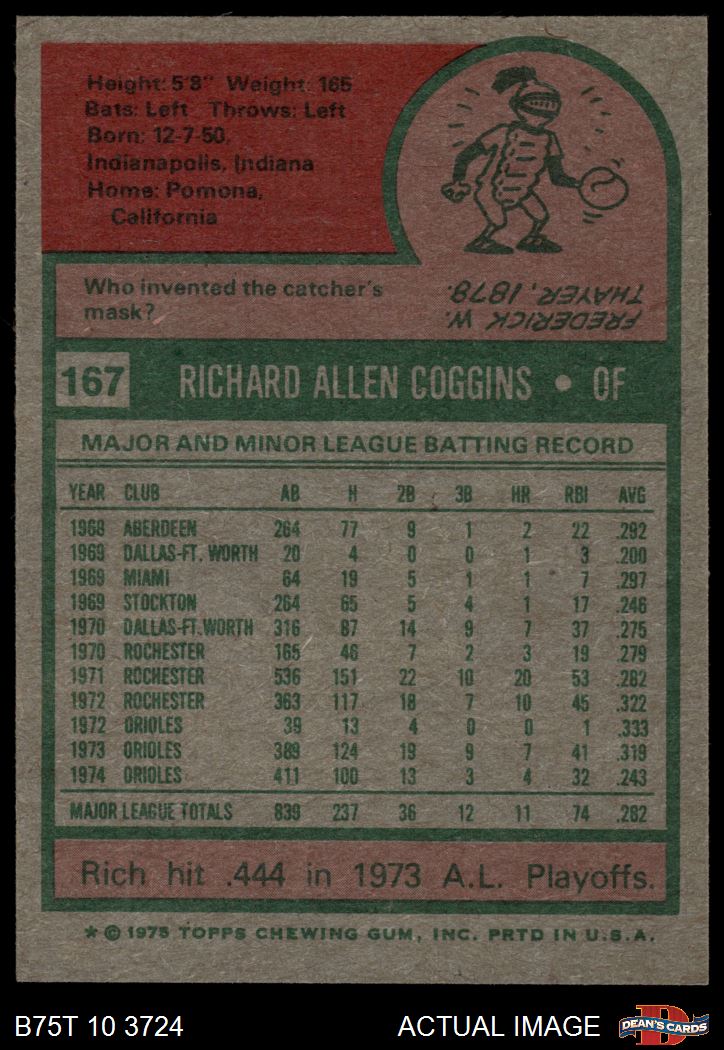 Height: 5'8" Weight: 165
Bats: Left Throws: Left
Born: 12-7-50,
Indianapolis, Indiana
Home: Pomona,
California
Who invented the catcher's
mask?
FREDERICK W.
THAYER, 1878.
167 RICHARD ALLEN COGGINS • OF
MAJOR AND MINOR LEAGUE BATTING RECORD
YEAR CLUB AB H 2B 3B HR RBI AVG
1968 ABERDEEN 264 77 9 1 2 22 .292
1969 DALLAS-FT. WORTH 20 4 0 0 1 3 .200
1969 MIAMI 64 19 5 1 1 7 .297
1969 STOCKTON 264 65 5 4 1 17 .246
1970 DALLAS-FT.WORTH 316 87 14 9 7 37 .275
1970 ROCHESTER 165 46 7 2 3 19 .279
1971 ROCHESTER 536 151 22 10 20 53 .282
1972 ROCHESTER 363 117 18 7 10 45 .322
1972 ORIOLES 39 13 4 0 0 1 .333
1973 ORIOLES 389 124 19 9 7 41 .319
1974 ORIOLES 411 100 13 3 4 32 .243
MAJOR LEAGUE TOTALS 839 237 36 12 11 74 .282
Rich hit .444 in 1973 A.L. Playoffs.
* © 1975 TOPPS CHEWING GUM, INC. PRTD IN U.S.A.
B75T 10 3724 ACTUAL IMAGE DEAN'S CARDS